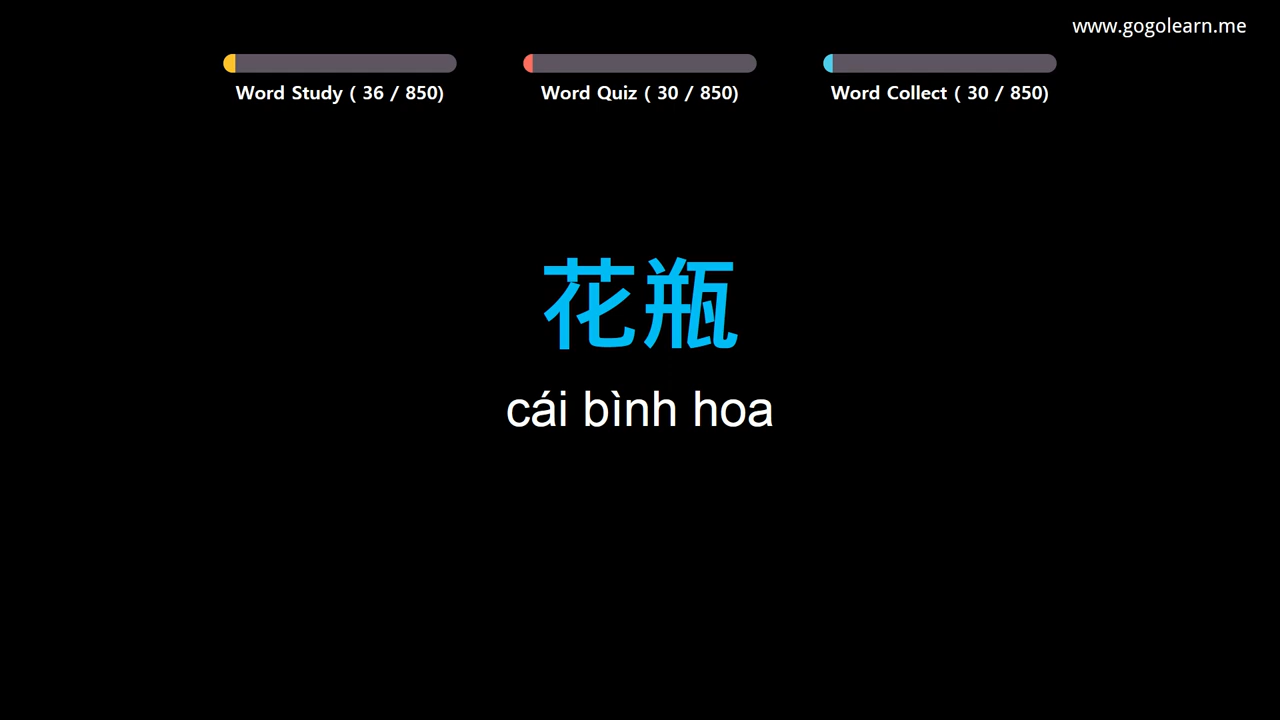 www.gogolearn.me
Word Study ( 36 / 850)
Word Quiz ( 30 / 850)
Word Collect ( 30 / 850)
花瓶
cái bình hoa